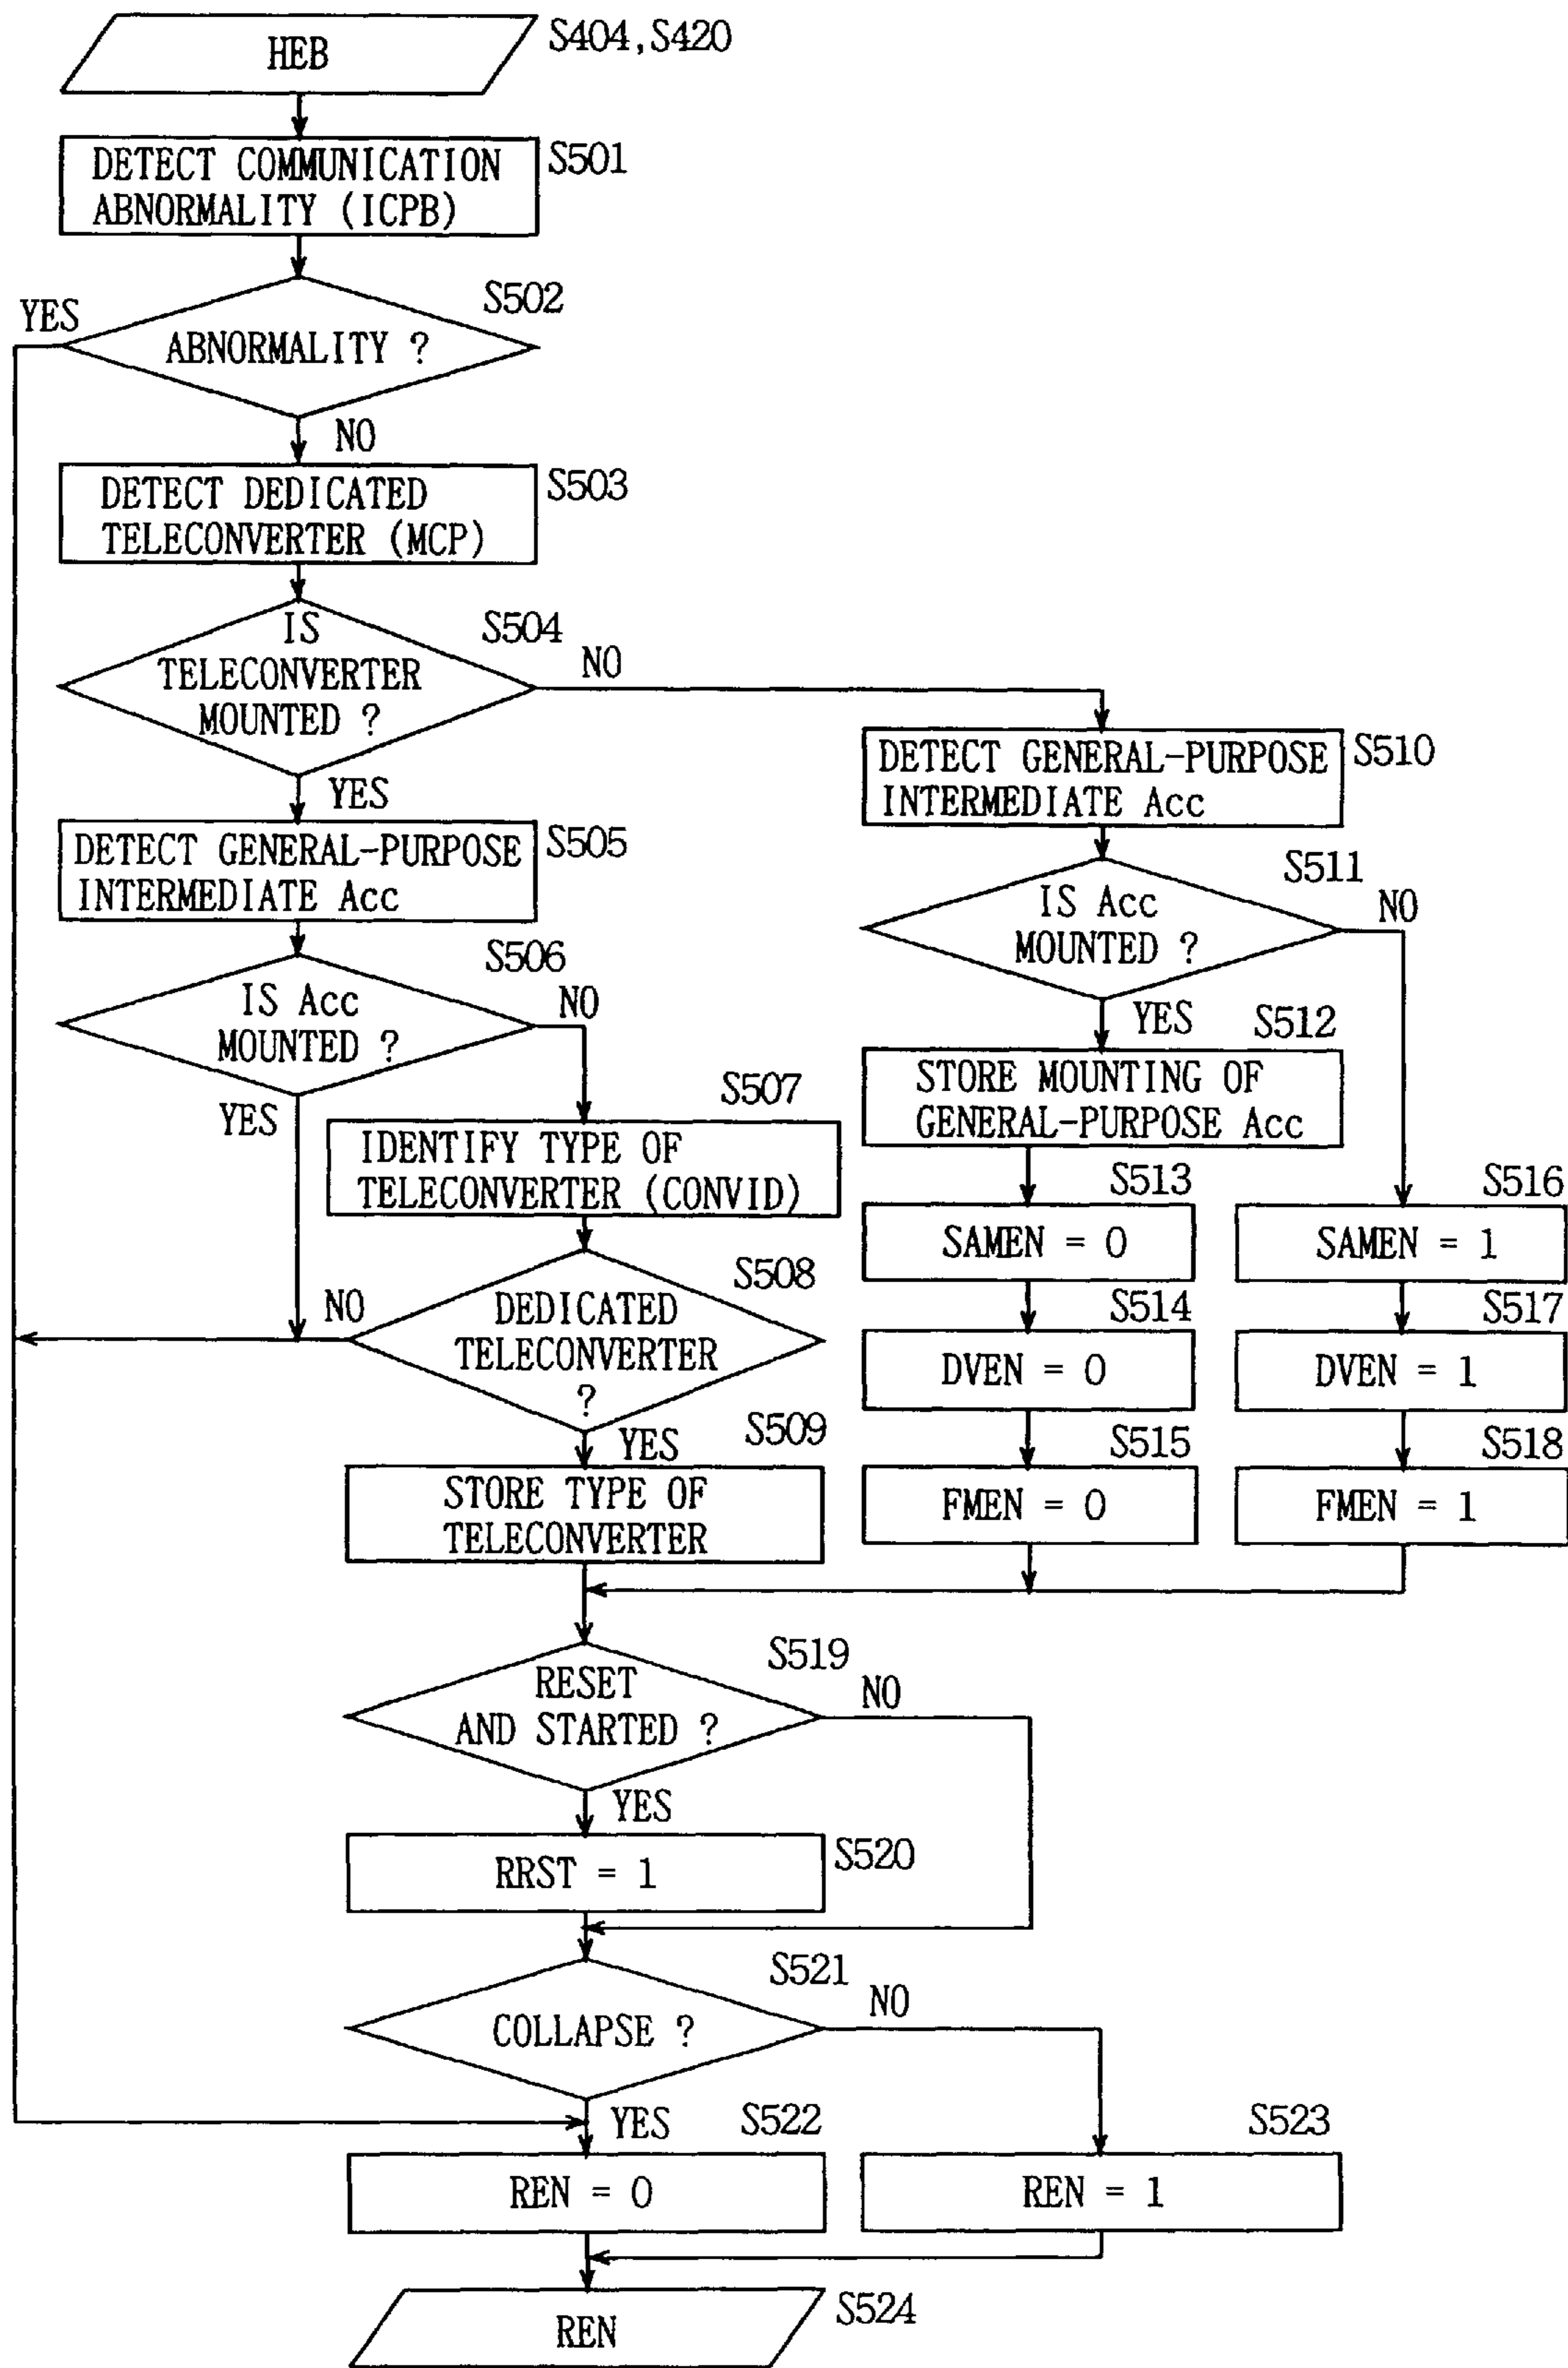 HEB
S404,S420
DETECT COMMUNICATION
ABNORMALITY (ICPB)
S501
S502
YES
ABNORMALITY ?
NO
DETECT DEDICATED
TELECONVERTER (MCP)
S503
IS
TELECONVERTER
MOUNTED ?
S504
NO
YES
DETECT GENERAL-PURPOSE
INTERMEDIATE Acc
S505
S506
IS Acc
MOUNTED ?
NO
YES
S507
IDENTIFY TYPE OF
TELECONVERTER (CONVID)
S508
NO
DEDICATED
TELECONVERTER
?
YES
S509
STORE TYPE OF
TELECONVERTER
DETECT GENERAL-PURPOSE
INTERMEDIATE Acc
S510
S511
IS Acc
MOUNTED ?
NO
YES
S512
STORE MOUNTING OF
GENERAL-PURPOSE Acc
S513
SAMEN = 0
S514
DVEN = 0
S515
FMEN = 0
S516
SAMEN = 1
S517
DVEN = 1
S518
FMEN = 1
S519
RESET
AND STARTED ?
NO
YES
RRST = 1
S520
S521
COLLAPSE ?
NO
YES
S522
REN = 0
S523
REN = 1
REN
S524